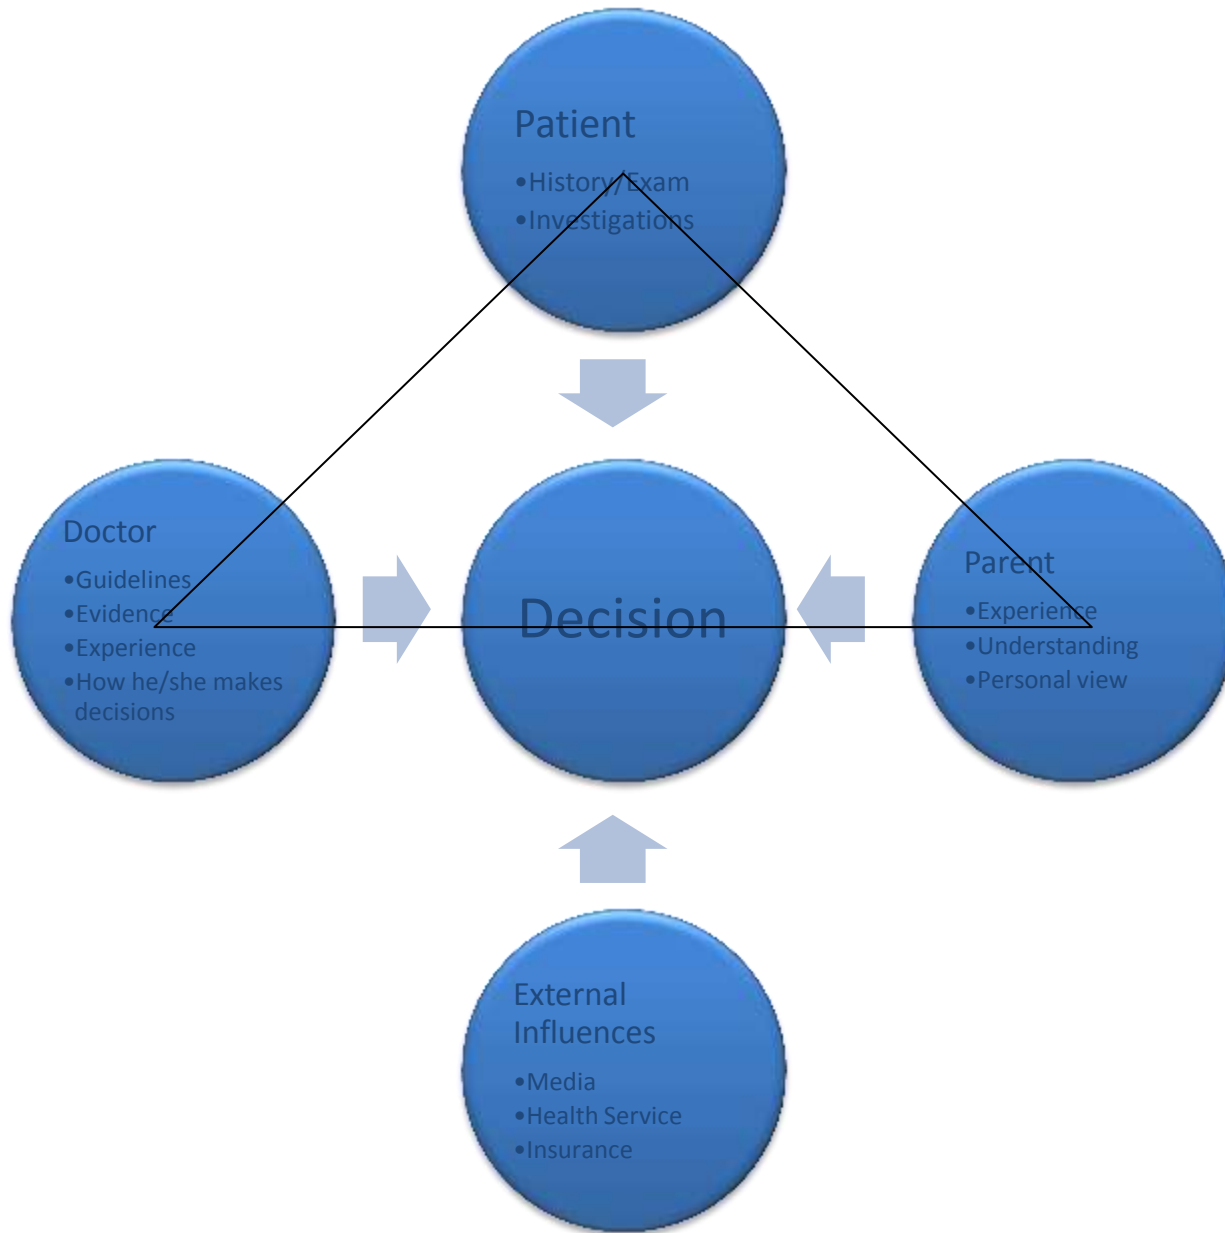 Patient
•History/Exam
•Investigations
Doctor
•Guidelines
•Evidence
•Experience
•How he/she makes
decisions
Decision
Parent
•Experience
•Understanding
•Personal view
External
Influences
•Media
•Health Service
•Insurance